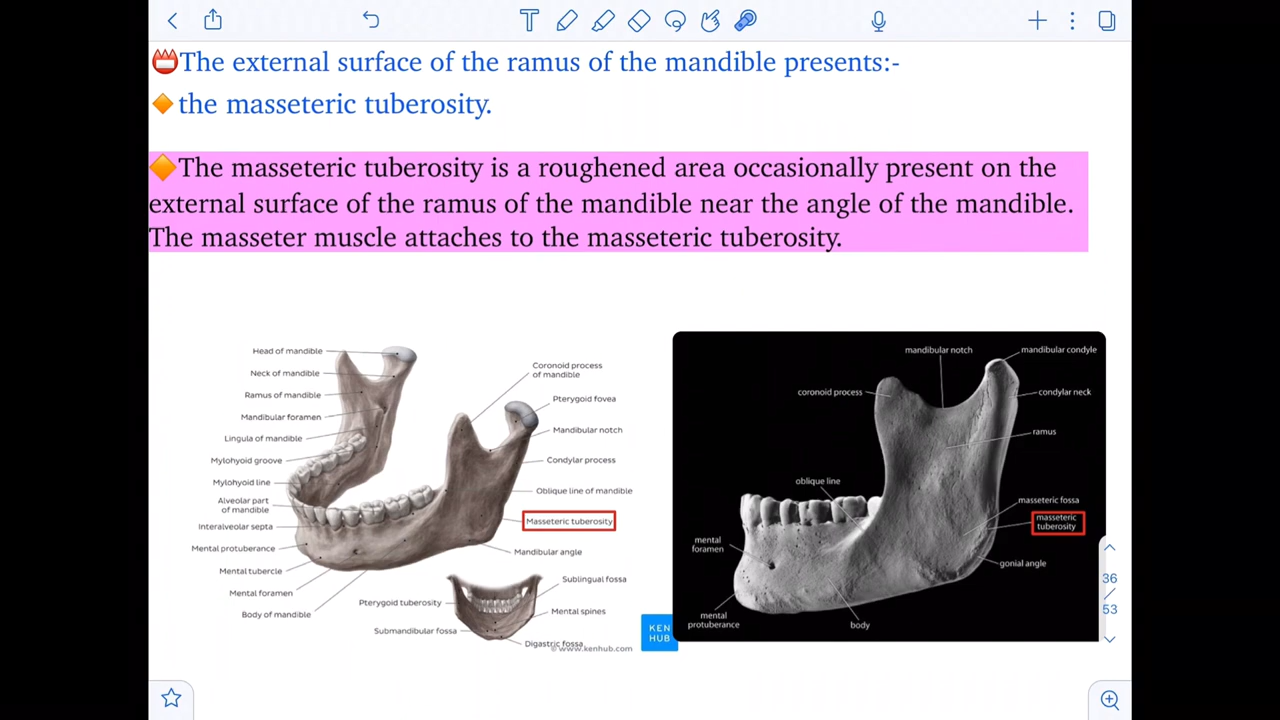 The external surface of the ramus of the mandible presents:-
the masseteric tuberosity.
The masseteric tuberosity is a roughened area occasionally present on the
external surface of the ramus of the mandible near the angle of the mandible.
The masseter muscle attaches to the masseteric tuberosity.
Head of mandible
Neck of mandible
Ramus of mandible
Mandibular foramen
Lingula of mandible
Mylohyoid groove
Mylohyoid line
Alveolar part
of mandible
Interalveolar septa
Mental protuberance
Mental tubercle
Mental foramen
Body of mandible
Coronoid process
of mandible
Pterygoid fovea
Mandibular notch
Condylar process
Oblique line of mandible
Masseteric tuberosity
Mandibular angle
Sublingual fossa
Pterygoid tuberosity
Mental spines
Submandibular fossa
Digastric fossa
© www.kenhub.com
KEN
HUB
mandibular notch
mandibular condyle
coronoid process
condylar neck
ramus
oblique line
masseteric fossa
masseteric
tuberosity
mental
foramen
gonial angle
mental
protuberance
body
36
/
53